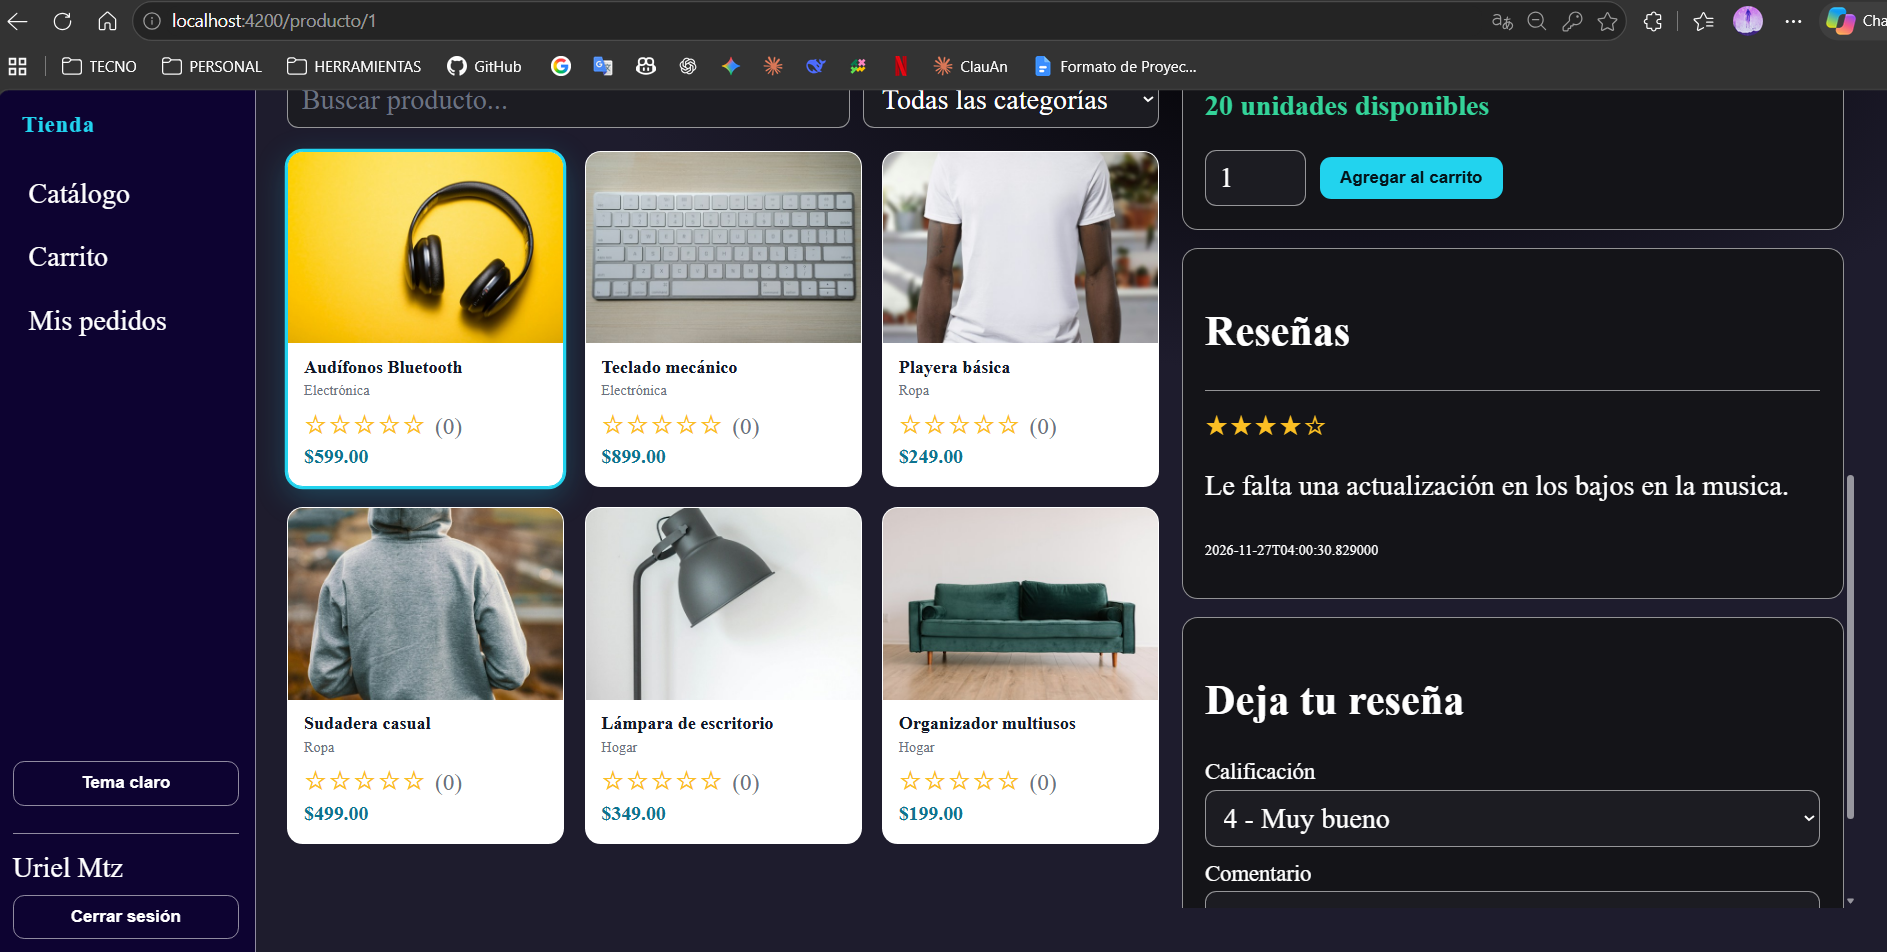 localhost:4200/producto/1
Cha
TECNO
PERSONAL
HERRAMIENTAS
GitHub
ClauAn
Formato de Proyec...
Tienda
Catálogo
Carrito
Mis pedidos
Tema claro
Uriel Mtz
Cerrar sesión
Buscar producto...
Todas las categorías
Audífonos Bluetooth
Electrónica
☆☆☆☆☆ (0)
$599.00
Teclado mecánico
Electrónica
☆☆☆☆☆ (0)
$899.00
Playera básica
Ropa
☆☆☆☆☆ (0)
$249.00
Sudadera casual
Ropa
☆☆☆☆☆ (0)
$499.00
Lámpara de escritorio
Hogar
☆☆☆☆☆ (0)
$349.00
Organizador multiusos
Hogar
☆☆☆☆☆ (0)
$199.00
20 unidades disponibles
1
Agregar al carrito
Reseñas
★★★★☆
Le falta una actualización en los bajos en la musica.
2026-11-27T04:00:30.829000
Deja tu reseña
Calificación
4 - Muy bueno
Comentario